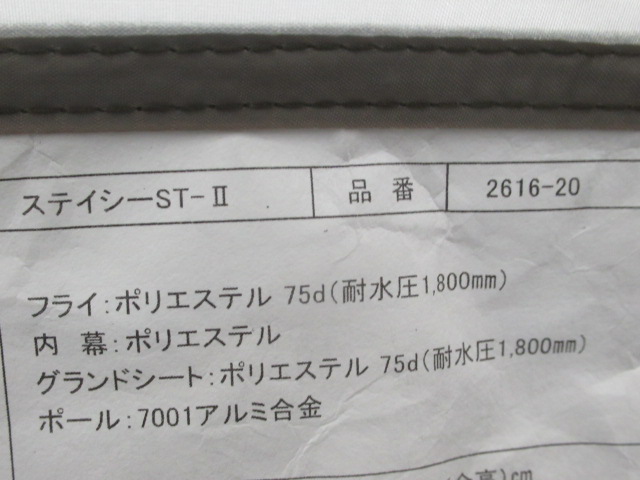 ステイシーST-Ⅱ 品番 2616-20
フライ:ポリエステル 75d(耐水圧1,800mm)
内 幕:ポリエステル
グランドシート:ポリエステル 75d(耐水圧1,800mm)
ポール:7001アルミ合金
cm